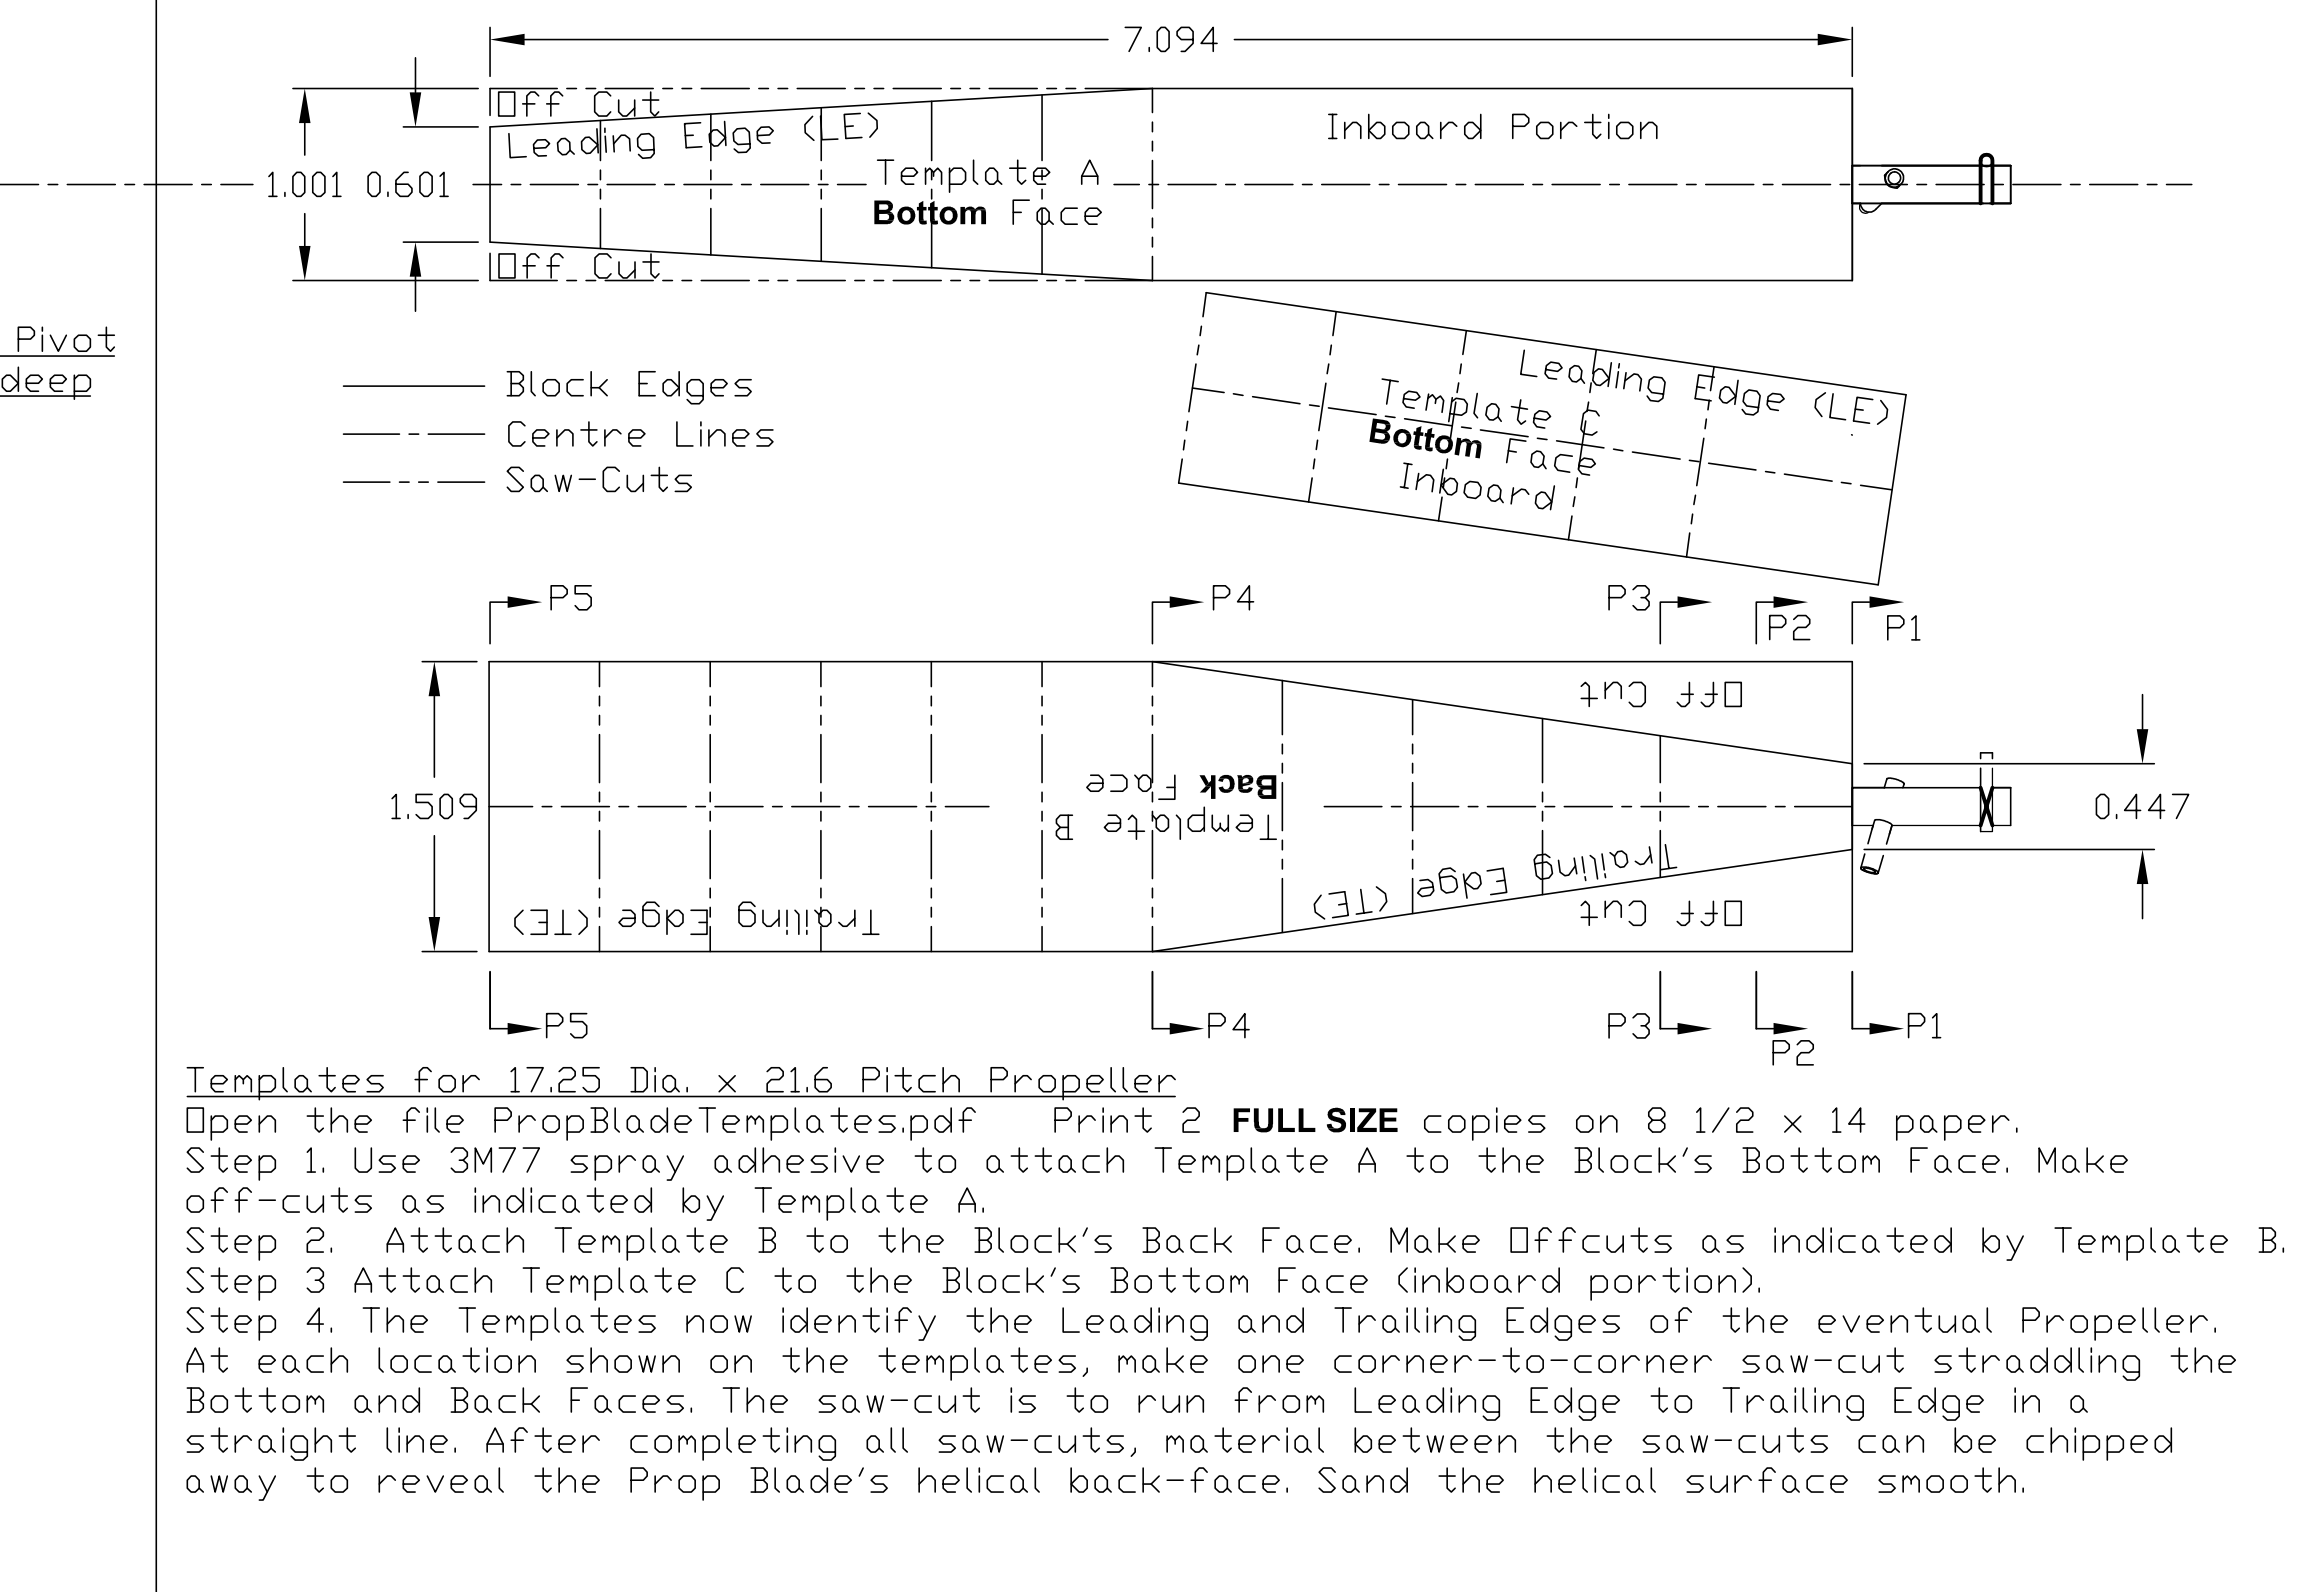 7.094
Off Cut
Leading Edge (LE)
Inboard Portion
Template A
1.001 0.601
Bottom Face
Off Cut
Pivot
deep
Block Edges
Centre Lines
Saw-Cuts
Leading Edge (LE)
Template C
Bottom Face
Inboard
P5
P4
P3
P2
P1
Off Cut
Back Face
Template B
1.509
0.447
Trailing Edge (TE)
Trailing Edge (TE)
Off Cut
P5
P4
P3
P2
P1
Templates for 17.25 Dia. x 21.6 Pitch Propeller
Open the file PropBladeTemplates.pdf Print 2 FULL SIZE copies on 8 1/2 x 14 paper.
Step 1. Use 3M77 spray adhesive to attach Template A to the Block's Bottom Face. Make
off-cuts as indicated by Template A.
Step 2. Attach Template B to the Block's Back Face. Make Offcuts as indicated by Template B.
Step 3 Attach Template C to the Block's Bottom Face (inboard portion).
Step 4. The Templates now identify the Leading and Trailing Edges of the eventual Propeller.
At each location shown on the templates, make one corner-to-corner saw-cut straddling the
Bottom and Back Faces. The saw-cut is to run from Leading Edge to Trailing Edge in a
straight line. After completing all saw-cuts, material between the saw-cuts can be chipped
away to reveal the Prop Blade's helical back-face. Sand the helical surface smooth.